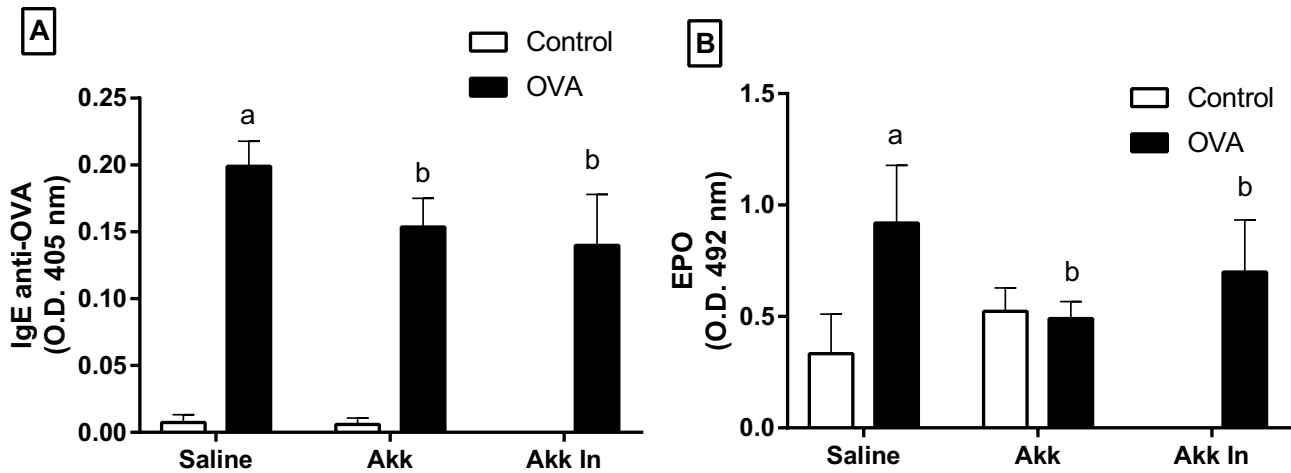 A
Control
OVA
IgE anti-OVA
(O.D. 405 nm)
0.25
0.20
0.15
0.10
0.05
0.00
a
b
b
Saline Akk Akk In
B
Control
OVA
EPO
(O.D. 492 nm)
1.5
1.0
0.5
0.0
a
b
b
Saline Akk Akk In